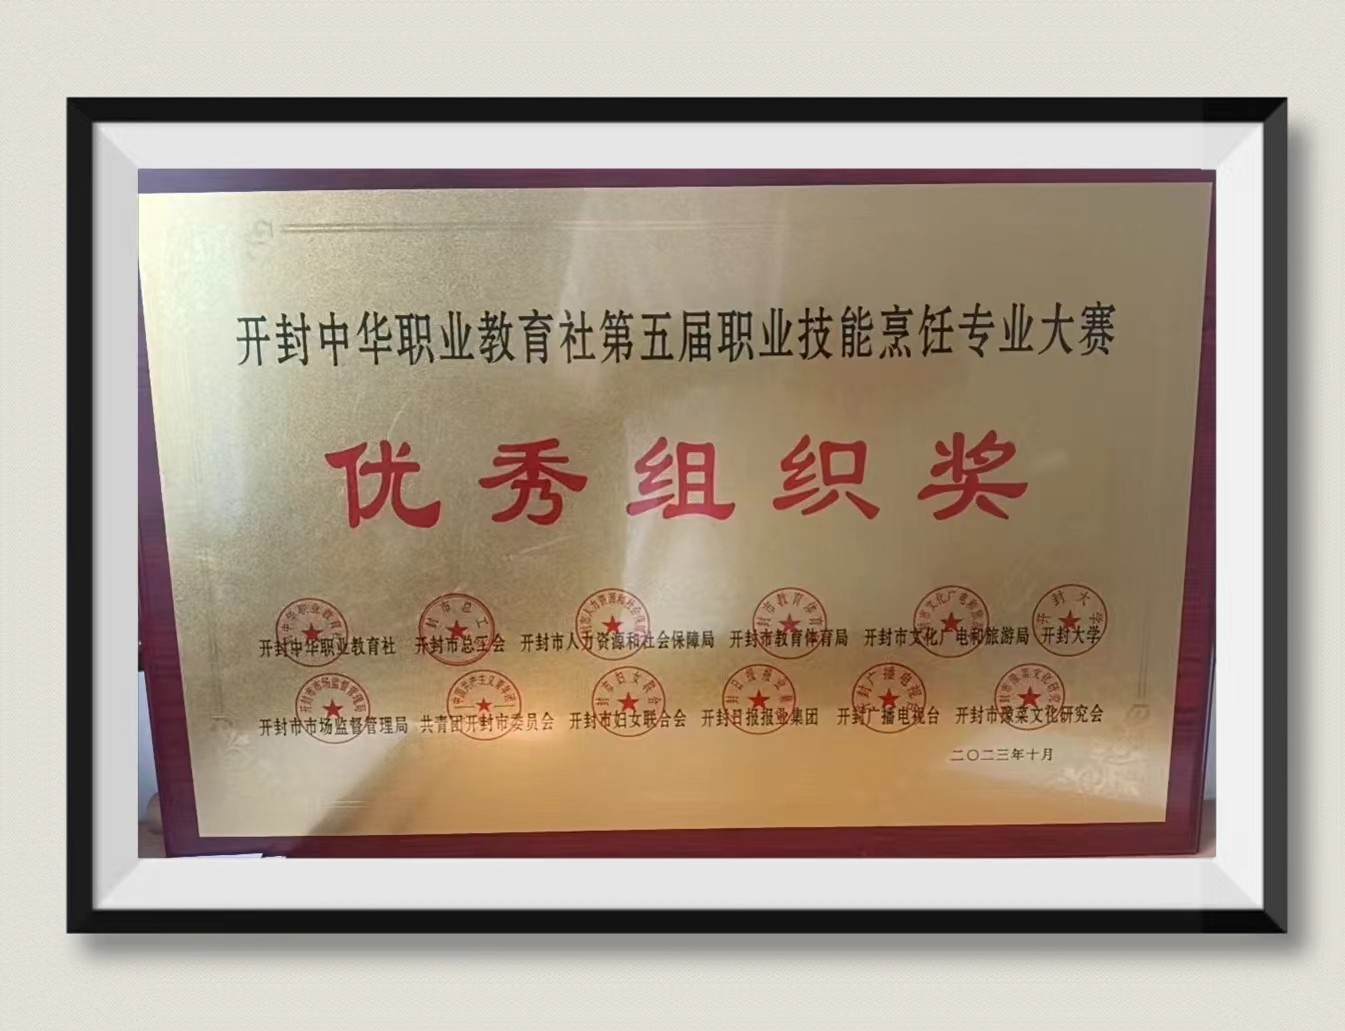 开封中华职业教育社第五届职业技能烹饪专业大赛
优秀组织奖
开封中华职业教育社 开封市总工会 开封市人力资源和社会保障局 开封市教育体育局 开封市文化广电和旅游局 开封大学
开封市市场监督管理局 共青团开封市委员会 开封市妇女联合会 开封日报报业集团 开封广播电视台 开封市豫菜文化研究会
二〇二三年十月